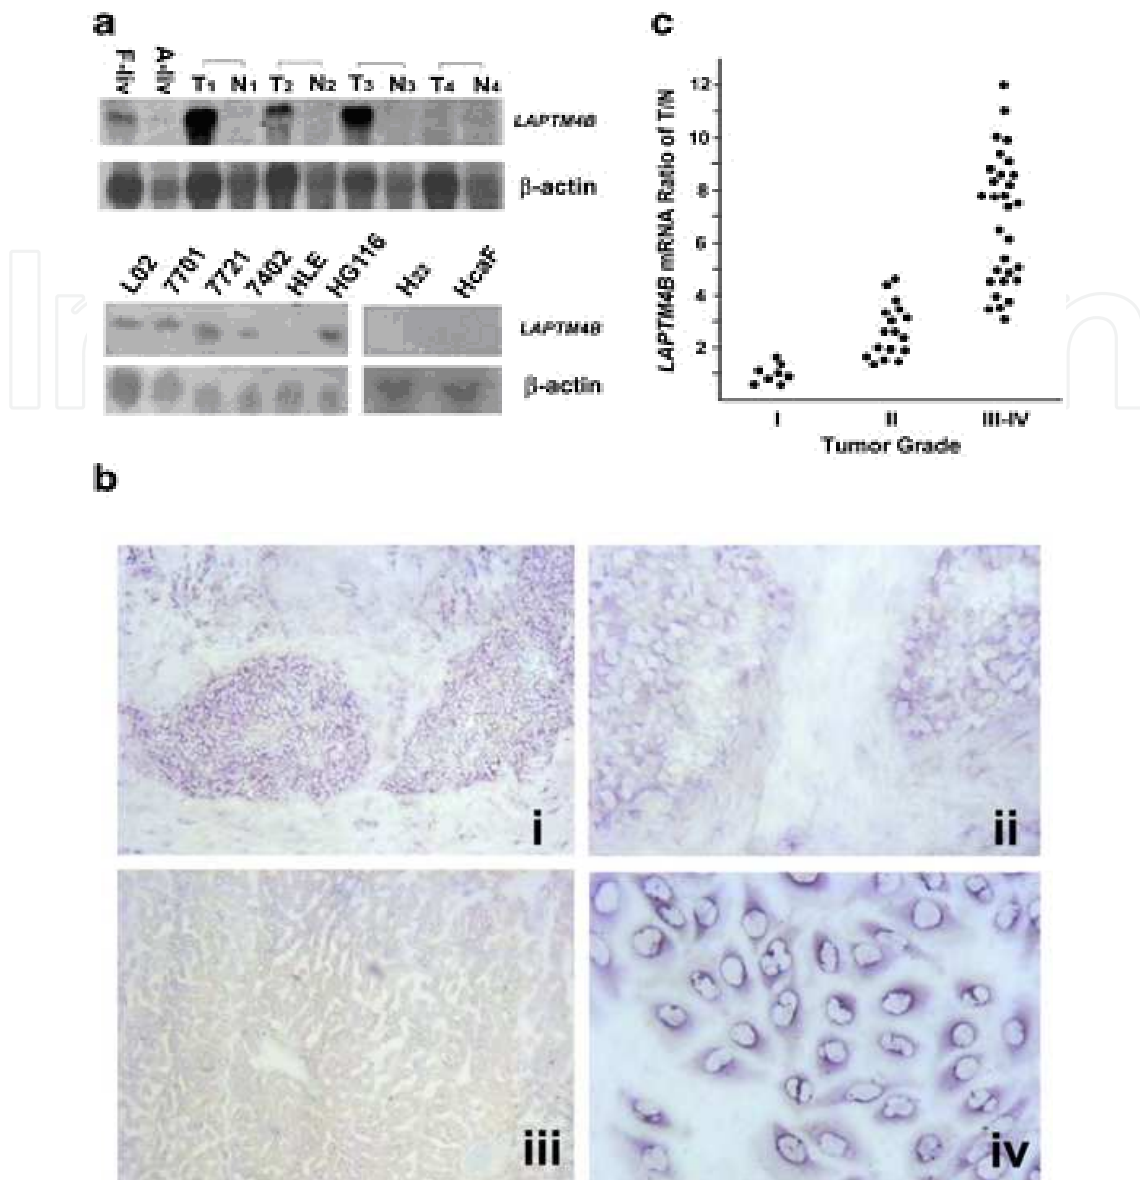 a
F-liv A-liv T1 N1 T2 N2 T3 N3 T4 N4
LAPTM4B
β-actin
L02 7701 7721 7402 HLE HG116 H22 HcaF
LAPTM4B
β-actin
c
LAPTM4B mRNA Ratio of T/N
12
10
8
6
4
2
I II III-IV
Tumor Grade
b
i
ii
iii
iv